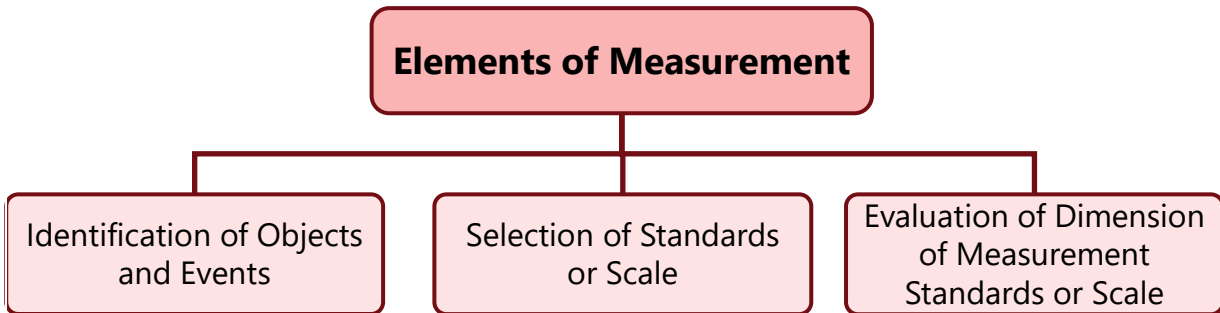 Elements of Measurement
Identification of Objects
and Events
Selection of Standards
or Scale
Evaluation of Dimension
of Measurement
Standards or Scale